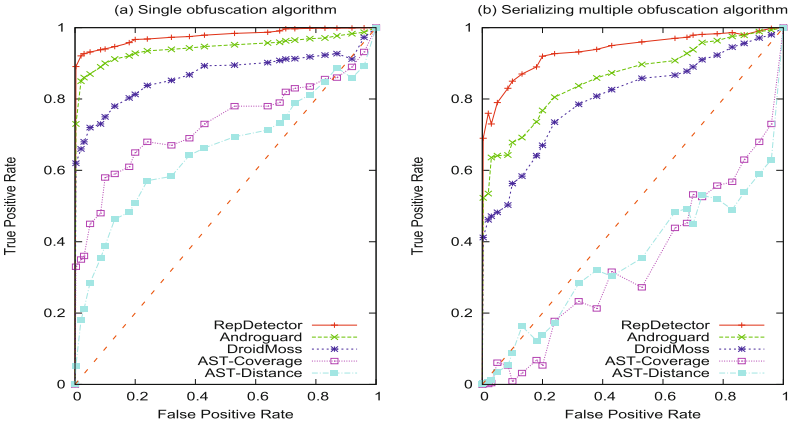 (a) Single obfuscation algorithm
True Positive Rate
1
0.8
0.6
0.4
0.2
0
0 0.2 0.4 0.6 0.8 1
False Positive Rate
RepDetector
Androguard
DroidMoss
AST-Coverage
AST-Distance
(b) Serializing multiple obfuscation algorithm
True Positive Rate
1
0.8
0.6
0.4
0.2
0
0 0.2 0.4 0.6 0.8 1
False Positive Rate
RepDetector
Androguard
DroidMoss
AST-Coverage
AST-Distance